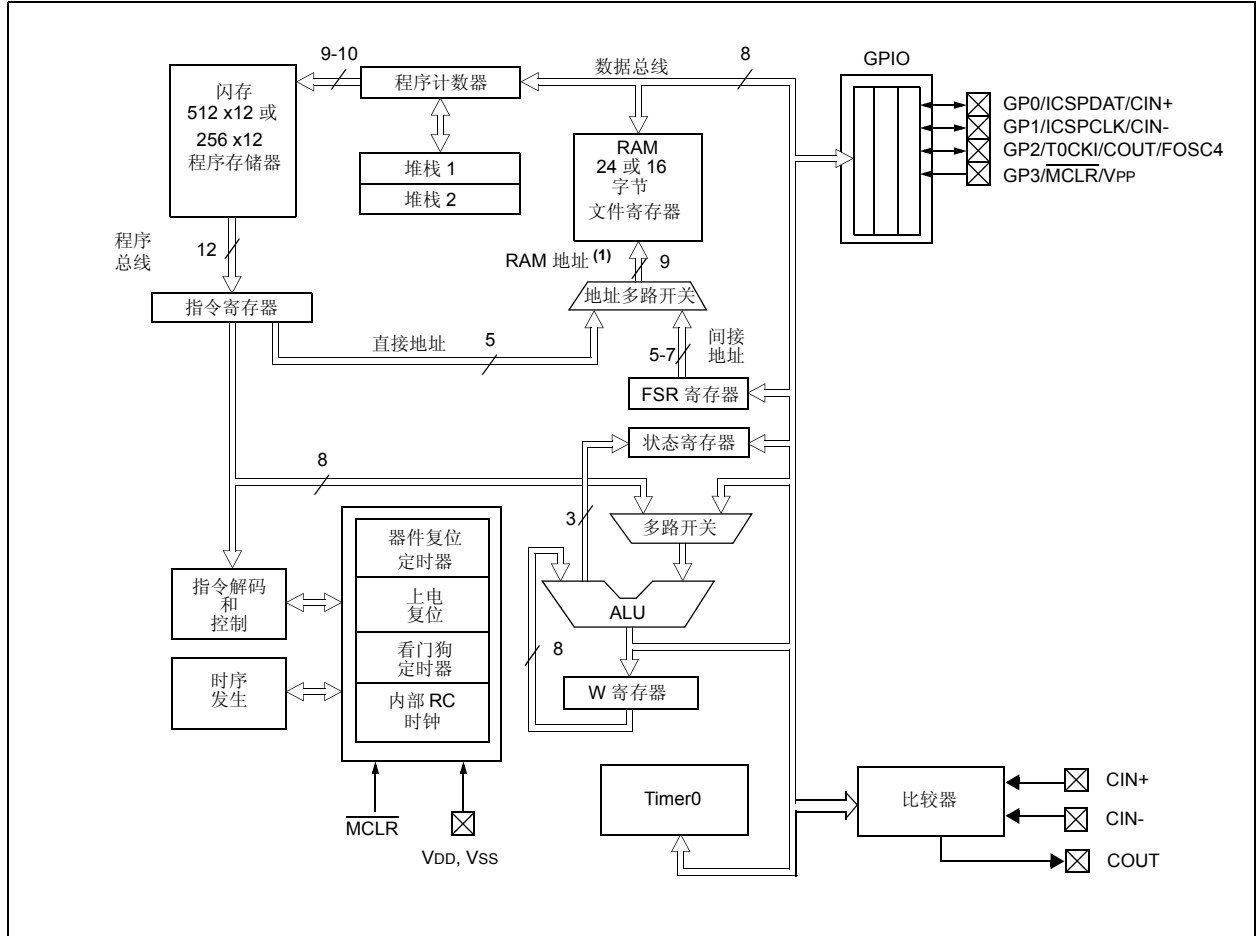 9-10
闪存
512 x12 或
256 x12
程序存储器
程序计数器
数据总线
8
GPIO
GP0/ICSPDAT/CIN+
GP1/ICSPCLK/CIN-
GP2/T0CKI/COUT/FOSC4
GP3/MCLR/VPP
堆栈 1
堆栈 2
RAM
24 或 16
字节
文件寄存器
程序
总线
12
RAM 地址 (1)
9
指令寄存器
地址多路开关
直接地址
5
5-7
间接
地址
FSR 寄存器
状态寄存器
8
3
多路开关
器件复位
定时器
上电
复位
看门狗
定时器
内部 RC
时钟
指令解码
和
控制
时序
发生
ALU
8
W 寄存器
MCLR
VDD, VSS
Timer0
比较器
CIN+
CIN-
COUT